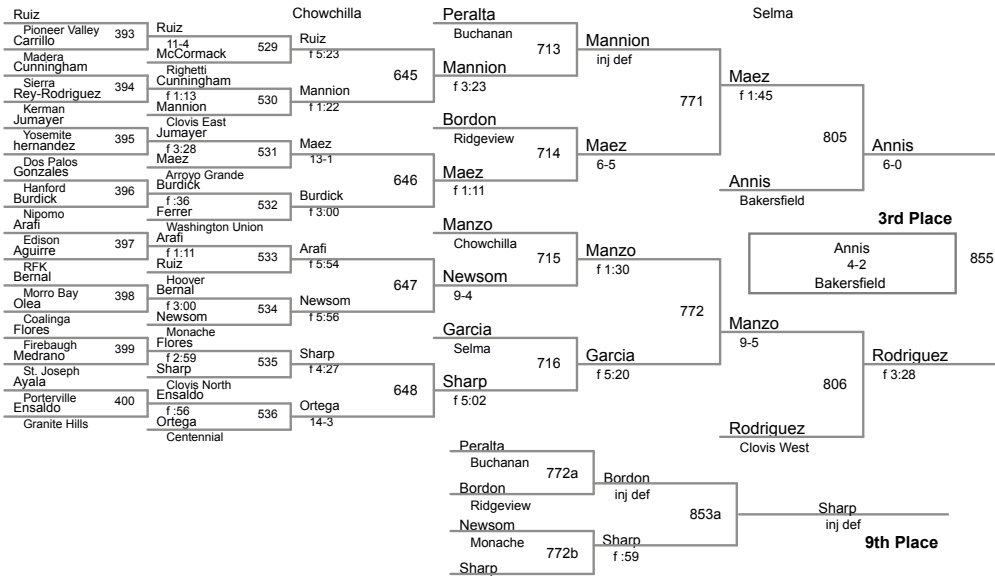 Chowchilla
Selma
Ruiz
Pioneer Valley
393
Carrillo
Madera
Cunningham
Sierra
394
Rey-Rodriguez
Kerman
Jumayer
Yosemite
395
hernandez
Dos Palos
Gonzales
Hanford
396
Burdick
Nipomo
Arafi
Edison
397
Aguirre
RFK
Bernal
Morro Bay
398
Olea
Coalinga
Flores
Firebaugh
399
Medrano
St. Joseph
Ayala
Porterville
400
Ensaldo
Granite Hills
Ruiz
11-4
529
McCormack
Righetti
Cunningham
f 1:13
530
Mannion
Clovis East
Jumayer
f 3:28
531
Maez
Arroyo Grande
Burdick
f :36
532
Ferrer
Washington Union
Arafi
f 1:11
533
Ruiz
Hoover
Bernal
f 3:00
534
Newsom
Monache
Flores
f 2:59
535
Sharp
Clovis North
Ensaldo
f :56
536
Ortega
Centennial
Ruiz
f 5:23
645
Mannion
f 1:22
Maez
13-1
646
Burdick
f 3:00
Arafi
f 5:54
647
Newsom
f 5:56
Sharp
f 4:27
648
Ortega
14-3
Peralta
Buchanan
713
Mannion
f 3:23
Bordon
Ridgeview
714
Maez
f 1:11
Manzo
Chowchilla
715
Newsom
9-4
Garcia
Selma
716
Sharp
f 5:02
Mannion
inj def
771
Maez
6-5
Manzo
f 1:30
772
Garcia
f 5:20
Maez
f 1:45
805
Annis
Bakersfield
Manzo
9-5
806
Rodriguez
Clovis West
Annis
6-0
3rd Place
Annis
4-2
Bakersfield
855
Rodriguez
f 3:28
Peralta
Buchanan
772a
Bordon
Ridgeview
Newsom
Monache
772b
Sharp
Bordon
inj def
853a
Sharp
f :59
Sharp
inj def
9th Place